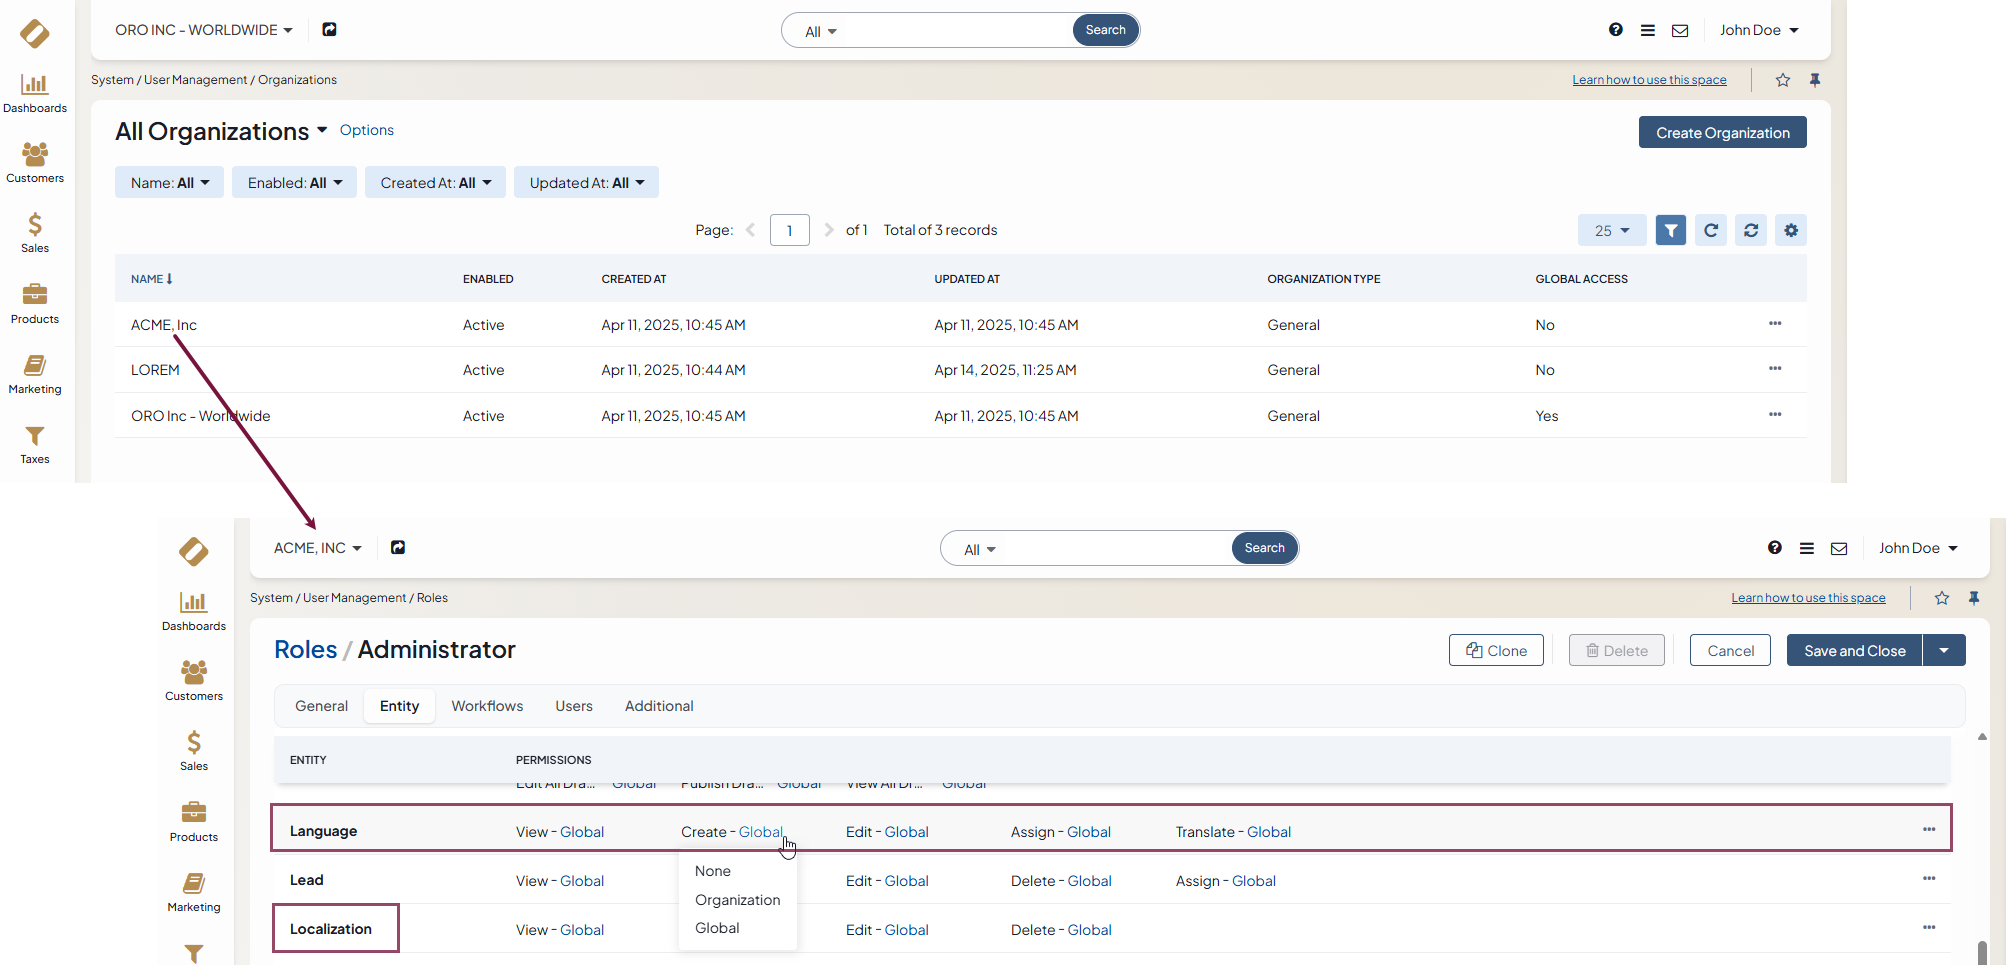 ORO INC - WORLDWIDE
All
Search
John Doe
Dashboards
Customers
Sales
Products
Marketing
Taxes
System / User Management / Organizations
Learn how to use this space
All Organizations
Options
Create Organization
Name: All
Enabled: All
Created At: All
Updated At: All
Page: 1 of 1 Total of 3 records
25
NAME ENABLED CREATED AT UPDATED AT ORGANIZATION TYPE GLOBAL ACCESS
ACME, Inc Active Apr 11, 2025, 10:45 AM Apr 11, 2025, 10:45 AM General No
LOREM Active Apr 11, 2025, 10:44 AM Apr 14, 2025, 11:25 AM General No
ORO Inc - Worldwide Active Apr 11, 2025, 10:45 AM Apr 11, 2025, 10:45 AM General Yes
ACME, INC
All
Search
John Doe
Dashboards
Customers
Sales
Products
Marketing
System / User Management / Roles
Learn how to use this space
Roles / Administrator
Clone
Delete
Cancel
Save and Close
General Entity Workflows Users Additional
ENTITY PERMISSIONS
Edit All Dra... Global Publish Dra... Global View All Dr... Global
Language View - Global Create - Global Edit - Global Assign - Global Translate - Global
None
Organization
Global
Lead View - Global Edit - Global Delete - Global Assign - Global
Localization View - Global Edit - Global Delete - Global